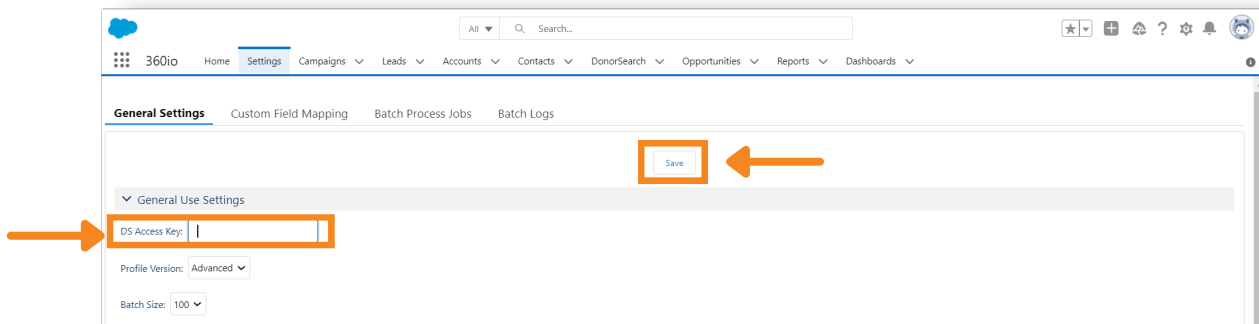 All Search...
360io Home Settings Campaigns Leads Accounts Contacts DonorSearch Opportunities Reports Dashboards
General Settings Custom Field Mapping Batch Process Jobs Batch Logs
Save
General Use Settings
DS Access Key:
Profile Version: Advanced
Batch Size: 100